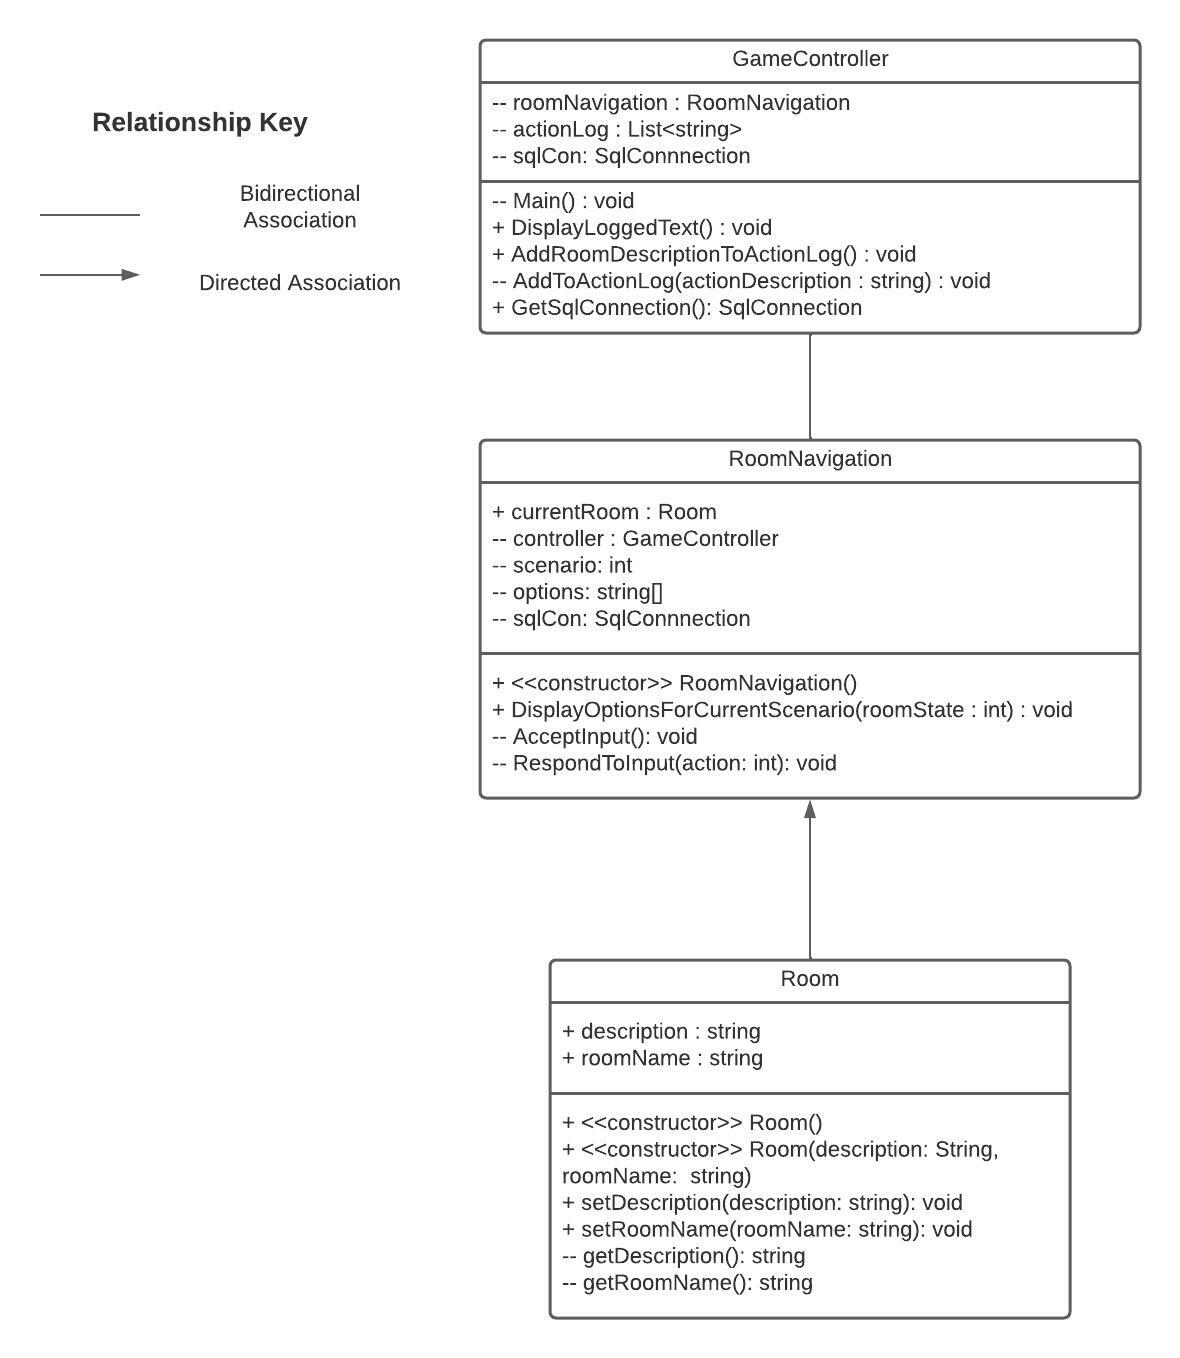 Relationship Key
Bidirectional
Association
Directed Association
GameController
-- roomNavigation : RoomNavigation
-- actionLog : List<string>
-- sqlCon: SqlConnnection
-- Main() : void
+ DisplayLoggedText() : void
+ AddRoomDescriptionToActionLog() : void
-- AddToActionLog(actionDescription : string) : void
+ GetSqlConnection(): SqlConnection
RoomNavigation
+ currentRoom : Room
-- controller : GameController
-- scenario: int
-- options: string[]
-- sqlCon: SqlConnnection
+ <<constructor>> RoomNavigation()
+ DisplayOptionsForCurrentScenario(roomState : int) : void
-- AcceptInput(): void
-- RespondToInput(action: int): void
Room
+ description : string
+ roomName : string
+ <<constructor>> Room()
+ <<constructor>> Room(description: String,
roomName:  string)
+ setDescription(description: string): void
+ setRoomName(roomName: string): void
-- getDescription(): string
-- getRoomName(): string